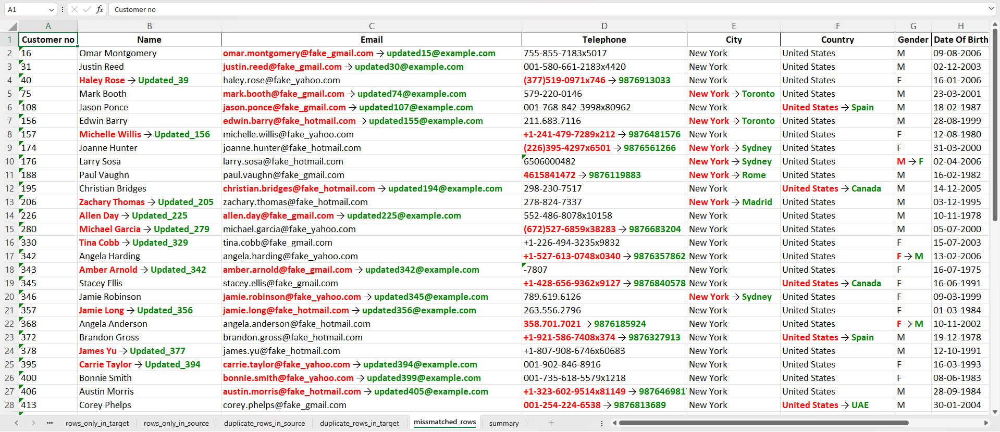 A1 fx Customer no
A B C D E F G H
1 Customer no Name Email Telephone City Country Gender Date Of Birth
2 16 Omar Montgomery omar.montgomery@fake_gmail.com → updated15@example.com 755-855-7183x5017 New York United States M 09-08-2006
3 31 Justin Reed justin.reed@fake_gmail.com → updated30@example.com 001-580-661-2183x4420 New York United States M 02-12-2003
4 40 Haley Rose → Updated_39 haley.rose@fake_yahoo.com (377)519-0971x746 → 9876913033 New York United States F 16-01-2006
5 75 Mark Booth mark.booth@fake_gmail.com → updated74@example.com 579-220-0146 New York → Toronto United States M 23-03-2001
6 108 Jason Ponce jason.ponce@fake_gmail.com → updated107@example.com 001-768-842-3998x80962 New York United States → Spain M 18-02-1987
7 156 Edwin Barry edwin.barry@fake_hotmail.com → updated155@example.com 211.683.7116 New York → Toronto United States M 28-08-1999
8 157 Michelle Willis → Updated_156 michelle.willis@fake_yahoo.com +1-241-479-7289x212 → 9876481576 New York United States F 12-08-1980
9 174 Joanne Hunter joanne.hunter@fake_hotmail.com (226)395-4297x6501 → 9876561266 New York → Sydney United States F 31-03-2000
10 176 Larry Sosa larry.sosa@fake_hotmail.com 6506000482 New York → Sydney United States M → F 02-04-2006
11 188 Paul Vaughn paul.vaughn@fake_gmail.com 4615841472 → 9876119883 New York → Rome United States M 16-02-1982
12 195 Christian Bridges christian.bridges@fake_hotmail.com → updated194@example.com 298-230-7517 New York United States → Canada M 14-12-2005
13 206 Zachary Thomas → Updated_205 zachary.thomas@fake_hotmail.com 278-824-7337 New York → Madrid United States M 03-12-1995
14 226 Allen Day → Updated_225 allen.day@fake_gmail.com → updated225@example.com 552-486-8078x10158 New York United States M 10-11-1978
15 280 Michael Garcia → Updated_279 michael.garcia@fake_yahoo.com (672)527-6859x38283 → 9876683204 New York United States M 05-07-2000
16 330 Tina Cobb → Updated_329 tina.cobb@fake_gmail.com +1-226-494-3235x9832 New York United States F 15-07-2003
17 342 Angela Harding angela.harding@fake_yahoo.com +1-527-613-0748x0340 → 9876357862 New York United States F → M 13-02-2006
18 343 Amber Arnold → Updated_342 amber.arnold@fake_gmail.com → updated342@example.com -7807 New York United States F 16-07-1975
19 345 Stacey Ellis stacey.ellis@fake_gmail.com +1-428-656-9362x9127 → 9876840578 New York United States → Canada F 16-06-1991
20 346 Jamie Robinson jamie.robinson@fake_yahoo.com → updated345@example.com 789.619.6126 New York → Sydney United States F 09-03-1999
21 357 Jamie Long → Updated_356 jamie.long@fake_hotmail.com → updated356@example.com 263.556.2796 New York United States F 01-03-1984
22 368 Angela Anderson angela.anderson@fake_hotmail.com 358.701.7021 → 9876185924 New York United States F → M 10-11-2002
23 372 Brandon Gross brandon.gross@fake_hotmail.com +1-921-586-7408x374 → 9876327913 New York United States → Spain M 19-12-1978
24 378 James Yu → Updated_377 james.yu@fake_hotmail.com +1-807-908-6746x60683 New York United States M 12-10-1991
25 395 Carrie Taylor → Updated_394 carrie.taylor@fake_yahoo.com → updated394@example.com 001-902-846-8916 New York United States F 16-03-1993
26 400 Bonnie Smith bonnie.smith@fake_yahoo.com → updated399@example.com 001-735-618-5579x1218 New York United States F 08-06-1983
27 406 Austin Morris austin.morris@fake_hotmail.com → updated405@example.com +1-323-602-9514x81149 → 987646981 New York United States M 28-09-1984
28 413 Corey Phelps corey.phelps@fake_gmail.com 001-254-224-6538 → 9876813689 New York United States → UAE M 30-01-2004
... rows_only_in_target rows_only_in_source duplicate_rows_in_source duplicate_rows_in_target missmatched_rows summary